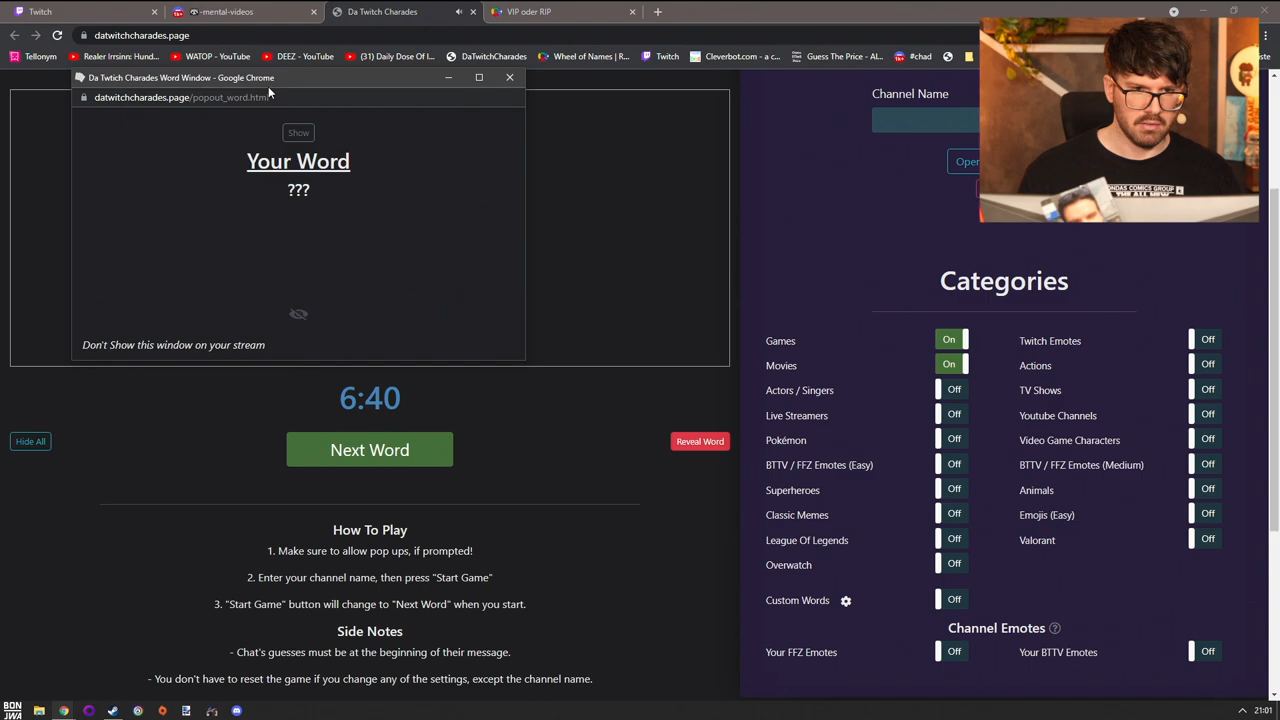 Twitch
-mental-videos
Da Twitch Charades
VIP oder RIP
datwitchcharades.page
Tellonym
Realer Irrsinn: Hund...
WATOP - YouTube
DEEZ - YouTube
(31) Daily Dose Of I...
DaTwitchCharades
Wheel of Names | R...
Twitch
Cleverbot.com - a c...
Guess The Price - Al...
#chad
Da Twitich Charades Word Window - Google Chrome
datwitchcharades.page/popout_word.html
Show
Your Word
???
Don't Show this window on your stream
6:40
Hide All
Next Word
Reveal Word
How To Play
1. Make sure to allow pop ups, if prompted!
2. Enter your channel name, then press "Start Game"
3. "Start Game" button will change to "Next Word" when you start.
Side Notes
- Chat's guesses must be at the beginning of their message.
- You don't have to reset the game if you change any of the settings, except the channel name.
Channel Name
Open
Categories
Games On
Twitch Emotes Off
Movies On
Actions Off
Actors / Singers Off
TV Shows Off
Live Streamers Off
Youtube Channels Off
Pokémon Off
Video Game Characters Off
BTTV / FFZ Emotes (Easy) Off
BTTV / FFZ Emotes (Medium) Off
Superheroes Off
Animals Off
Classic Memes Off
Emojis (Easy) Off
League Of Legends Off
Valorant Off
Overwatch Off
Custom Words Off
Channel Emotes
Your FFZ Emotes Off
Your BTTV Emotes Off
BON
JWA
21:01